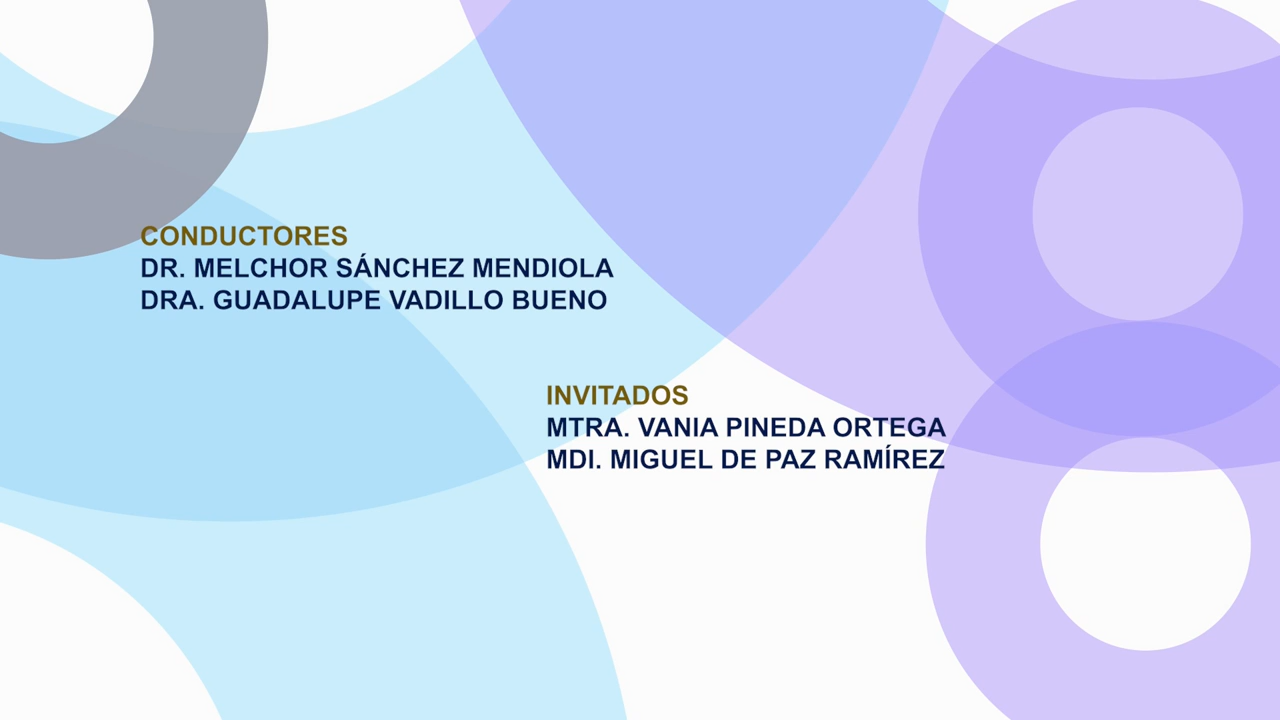 CONDUCTORES
DR. MELCHOR SÁNCHEZ MENDIOLA
DRA. GUADALUPE VADILLO BUENO
INVITADOS
MTRA. VANIA PINEDA ORTEGA
MDI. MIGUEL DE PAZ RAMÍREZ